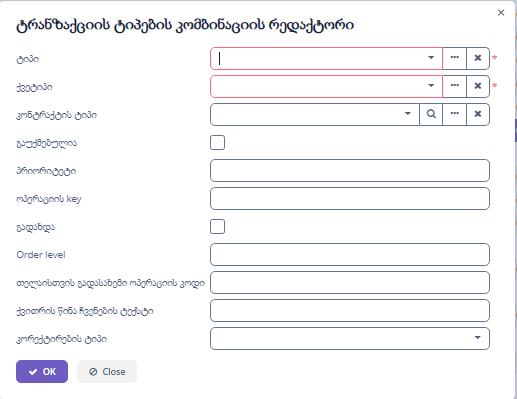 ტრანზაქციის ტიპების კომბინაციის რედაქტორი
ტიპი
ქვეტიპი
კონტრაქტის ტიპი
გაუქმებულია
პრიორიტეტი
ოპერაციის key
გადახდა
Order level
თელაისთვის გადასახემი ოპერაციის კოდი
ქვითრის წინა ჩვენების ტექსტი
კორექტირების ტიპი
OK Close